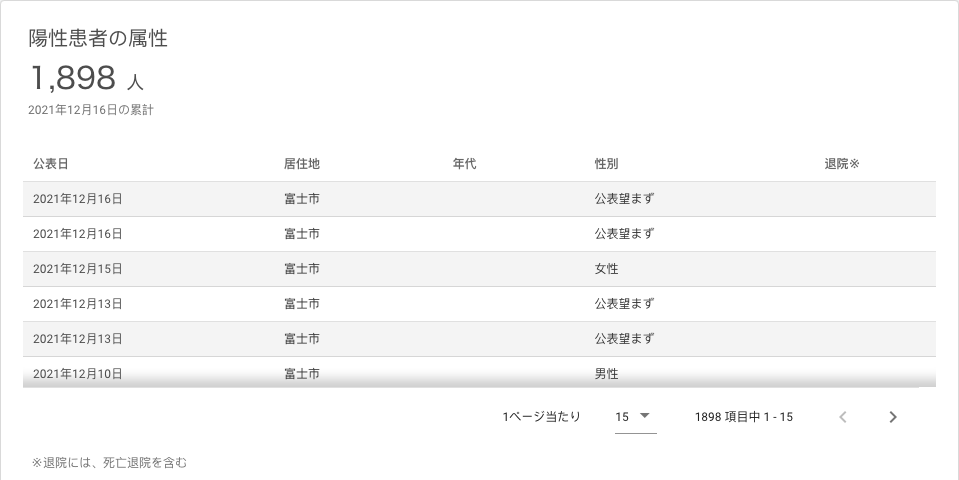 陽性患者の属性
1,898 人
2021年12月16日の累計
公表日 居住地 年代 性別 退院※
2021年12月16日 富士市 公表望まず
2021年12月16日 富士市 公表望まず
2021年12月15日 富士市 女性
2021年12月13日 富士市 公表望まず
2021年12月13日 富士市 公表望まず
2021年12月10日 富士市 男性
1ページ当たり 15 1898 項目中 1 - 15
※退院には、死亡退院を含む